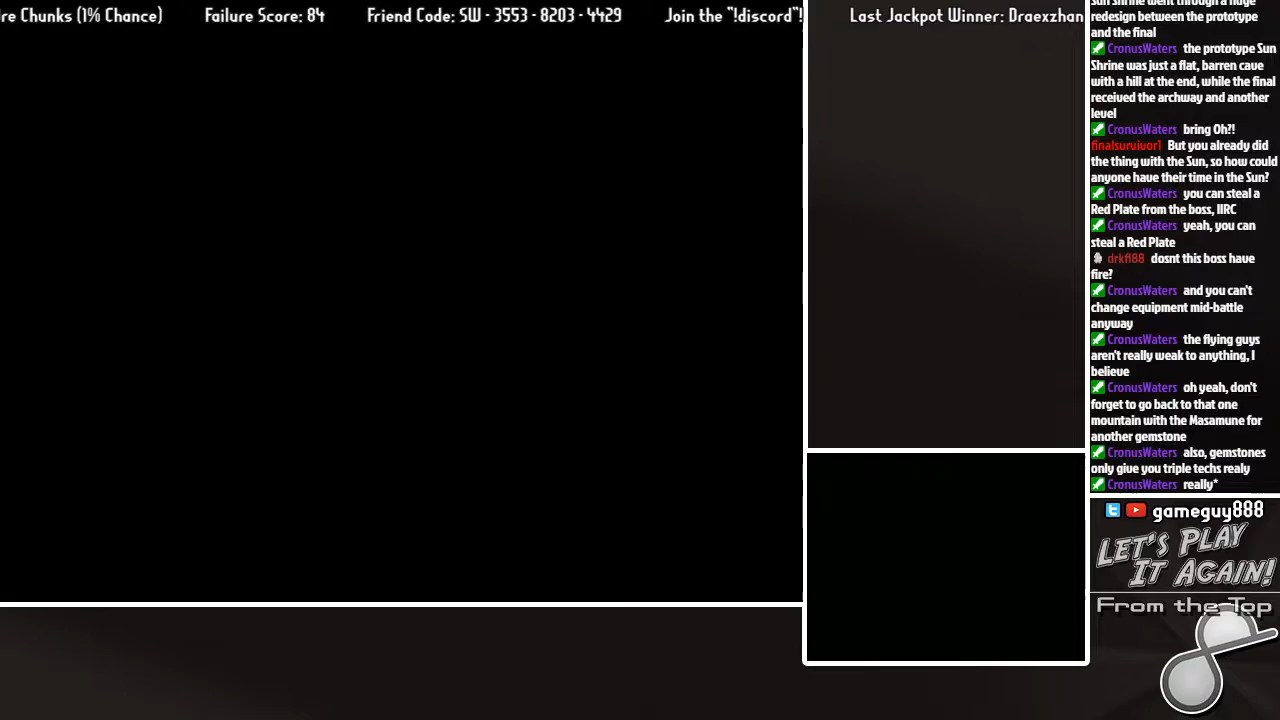 re Chunks (1% Chance) Failure Score: 84 Friend Code: SW - 3553 - 8203 - 4429 Join the "!discord"! Last Jackpot Winner: Draexzhan
redesign between the prototype
and the final
CronusWaters the prototype Sun
Shrine was just a flat, barren cave
with a hill at the end, while the final
received the archway and another
level
CronusWaters bring Oh?!
finalsurvivor1 But you already did
the thing with the Sun, so how could
anyone have their time in the Sun?
CronusWaters you can steal a
Red Plate from the boss, IIRC
CronusWaters yeah, you can
steal a Red Plate
drkfl88 dosnt this boss have
fire?
CronusWaters and you can't
change equipment mid-battle
anyway
CronusWaters the flying guys
aren't really weak to anything, I
believe
CronusWaters oh yeah, don't
forget to go back to that one
mountain with the Masamune for
another gemstone
CronusWaters also, gemstones
only give you triple techs realy
CronusWaters really*
gameguy888
LET'S PLAY
IT AGAIN!
From the Top